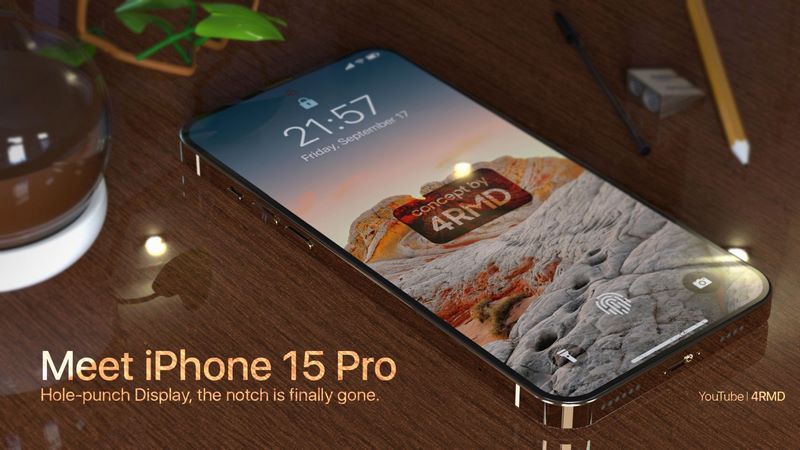 21:57
Friday, September 17
concept by
4RMD
Meet iPhone 15 Pro
Hole-punch Display, the notch is finally gone.
YouTube | 4RMD